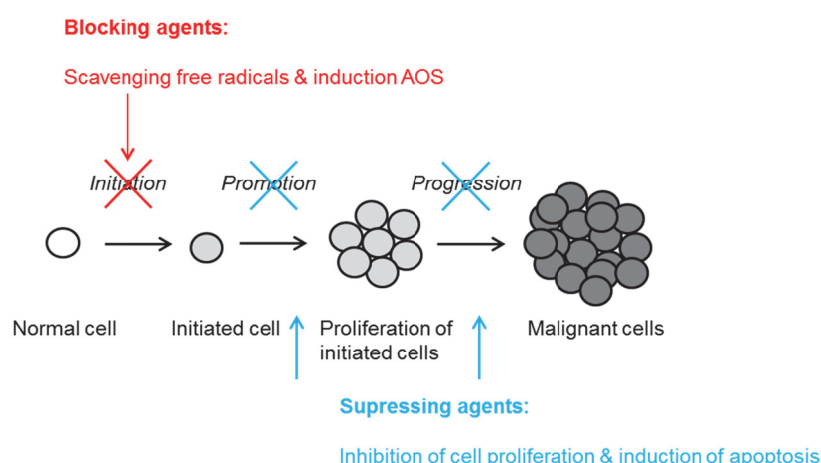 Blocking agents:
Scavenging free radicals & induction AOS
Initiation
Promotion
Progression
Normal cell
Initiated cell
Proliferation of
initiated cells
Malignant cells
Supressing agents:
Inhibition of cell proliferation & induction of apoptosis